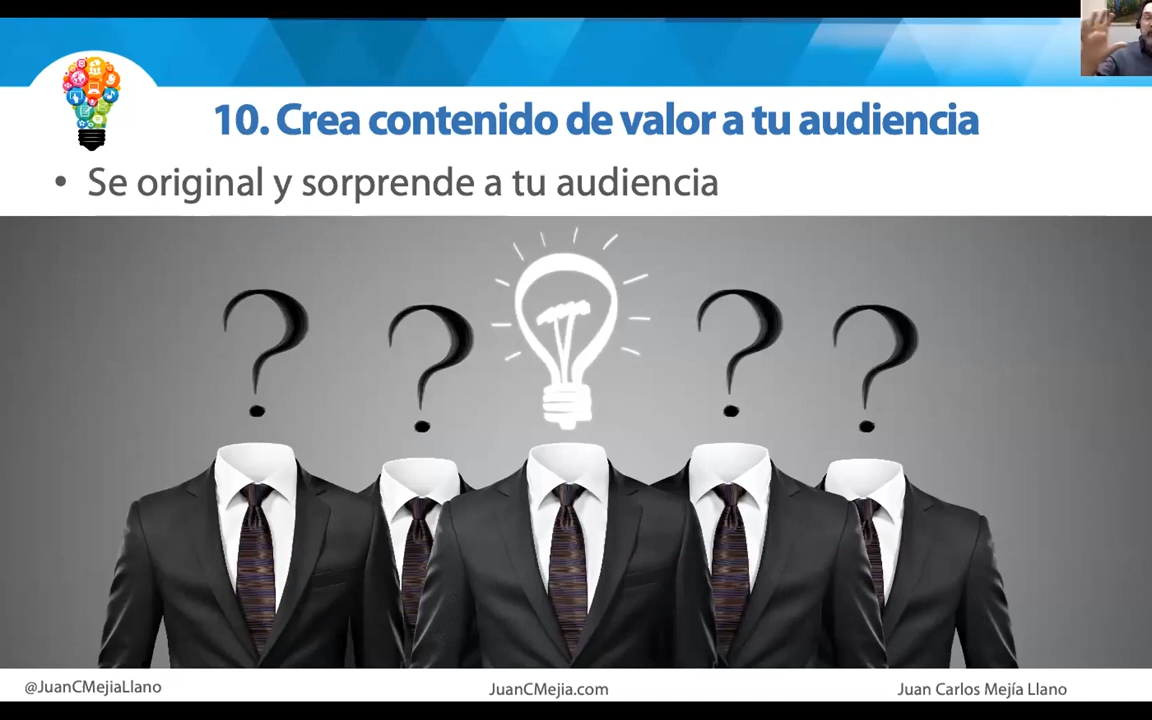 10. Crea contenido de valor a tu audiencia
• Se original y sorprende a tu audiencia
? ? ? ?
@JuanCMejiaLlano
JuanCMejia.com
Juan Carlos Mejía Llano